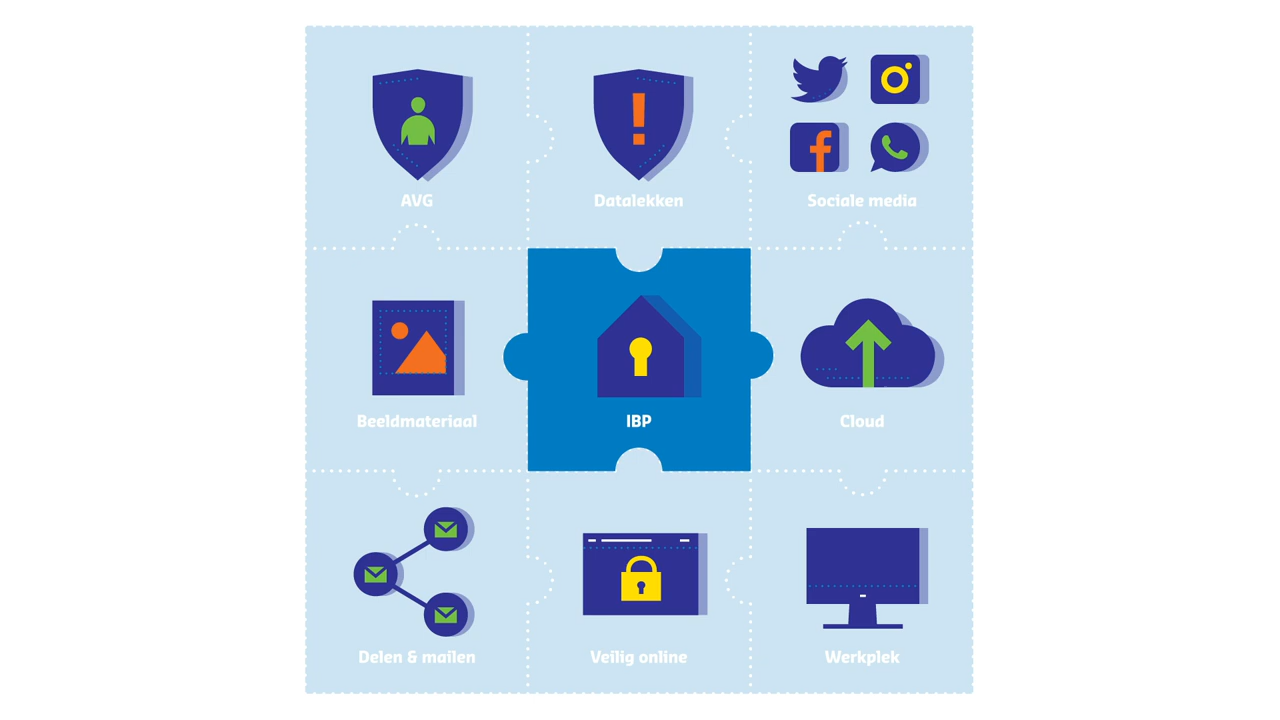 AVG
Datalekken
Sociale media
Beeldmateriaal
IBP
Cloud
Delen & mailen
Veilig online
Werkplek